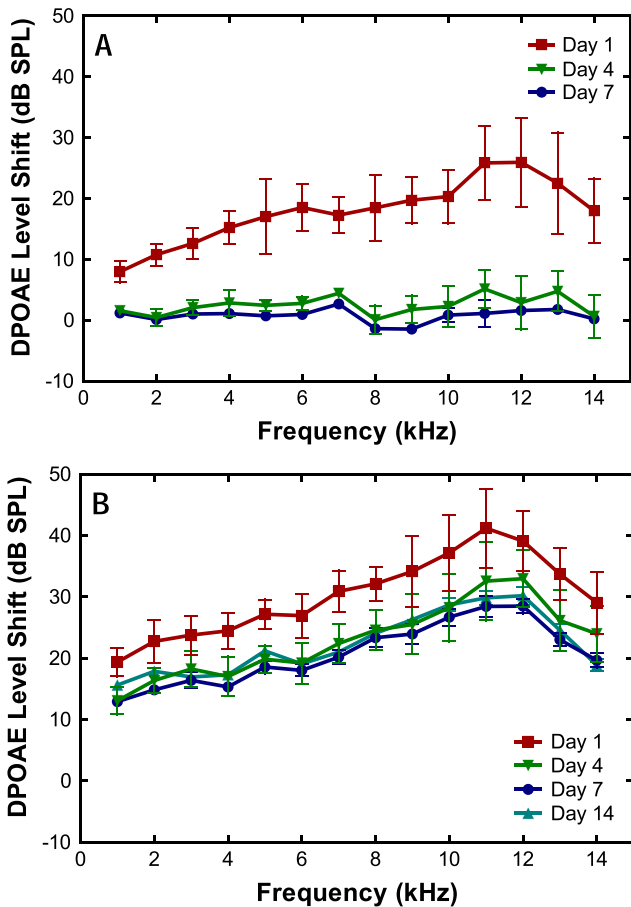 A
50
40
30
20
10
0
-10
DPOAE Level Shift (dB SPL)
Day 1
Day 4
Day 7
0 2 4 6 8 10 12 14
Frequency (kHz)
B
50
40
30
20
10
0
-10
DPOAE Level Shift (dB SPL)
Day 1
Day 4
Day 7
Day 14
0 2 4 6 8 10 12 14
Frequency (kHz)